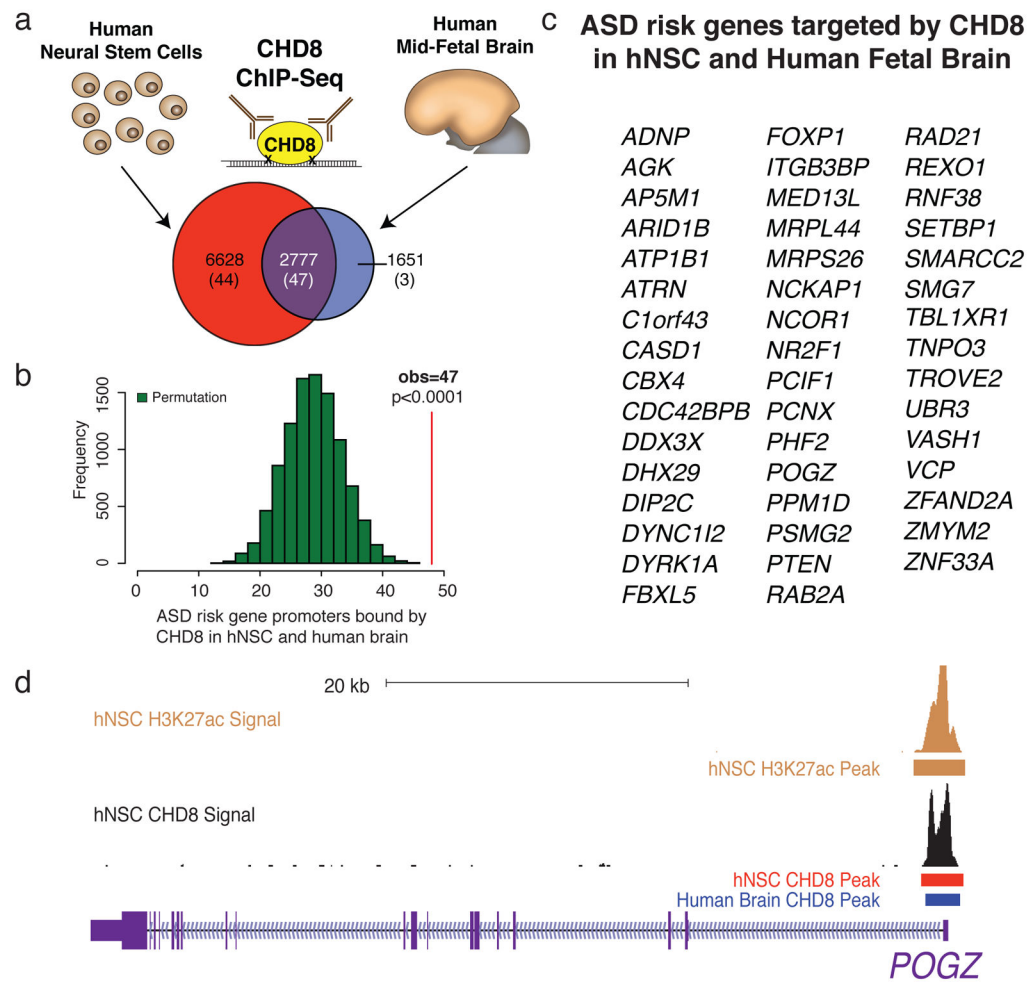 a
Human
Neural Stem Cells
CHD8
ChIP-Seq
Human
Mid-Fetal Brain
CHD8
x x
6628
(44)
2777
(47)
1651
(3)
b
obs=47
p<0.0001
Permutation
Frequency
1500
1000
500
0
0 10 20 30 40 50
ASD risk gene promoters bound by
CHD8 in hNSC and human brain
c
ASD risk genes targeted by CHD8
in hNSC and Human Fetal Brain
ADNP FOXP1 RAD21
AGK ITGB3BP REXO1
AP5M1 MED13L RNF38
ARID1B MRPL44 SETBP1
ATP1B1 MRPS26 SMARCC2
ATRN NCKAP1 SMG7
C1orf43 NCOR1 TBL1XR1
CASD1 NR2F1 TNPO3
CBX4 PCIF1 TROVE2
CDC42BPB PCNX UBR3
DDX3X PHF2 VASH1
DHX29 POGZ VCP
DIP2C PPM1D ZFAND2A
DYNC1I2 PSMG2 ZMYM2
DYRK1A PTEN ZNF33A
FBXL5 RAB2A
d
20 kb
hNSC H3K27ac Signal
hNSC H3K27ac Peak
hNSC CHD8 Signal
hNSC CHD8 Peak
Human Brain CHD8 Peak
POGZ